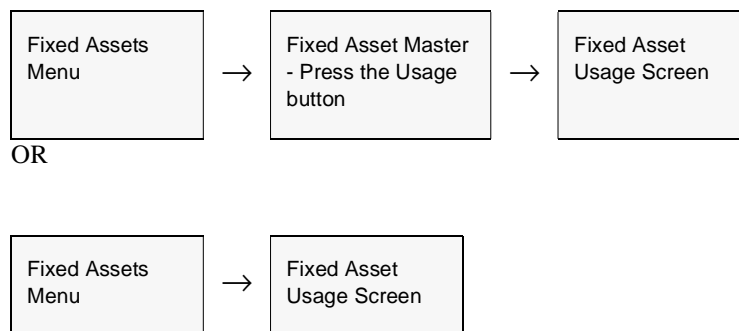 Fixed Assets
Menu
→
Fixed Asset Master
- Press the Usage
button
→
Fixed Asset
Usage Screen
OR
Fixed Assets
Menu
→
Fixed Asset
Usage Screen